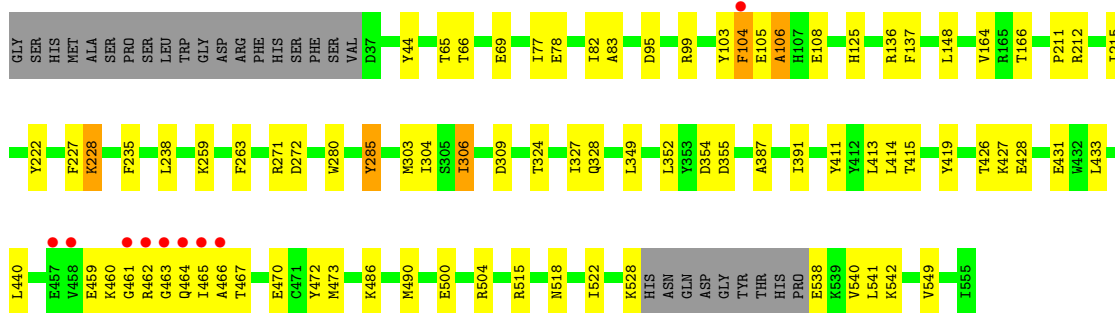 GLY SER HIS MET ALA SER PRO SER LEU TRP GLY ASP ARG PHE HIS SER PHE SER VAL D37 Y44 T65 T66 E69 I77 E78 I82 A83 D95 R99 Y103 F104 E105 A106 H107 E108 H125 R136 F137 L148 V164 R165 T166 P211 R212
Y222 F227 K228 F235 L238 K259 F263 R271 D272 W280 Y285 M303 I304 S305 I306 D309 T324 I327 Q328 L349 L352 Y353 D354 D355 A387 I391 Y411 Y412 L413 L414 T415 Y419 T426 K427 E428 E431 W432 L433
L440 E457 V458 E459 K460 G461 R462 G463 Q464 I465 A466 T467 E470 C471 Y472 M473 K486 M490 E500 R504 R515 N518 I522 K528 HIS ASN GLN ASP GLY TYR THR HIS PRO E538 K539 V540 L541 K542 V549 I555